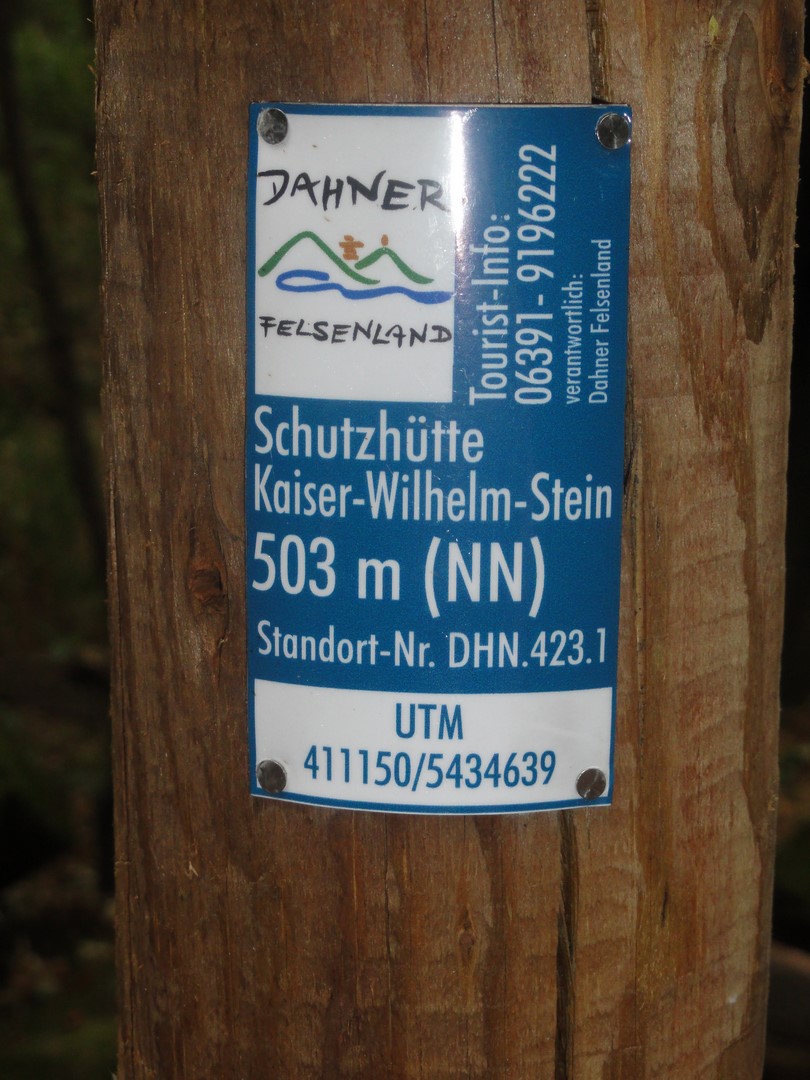 DAHNER
FELSENLAND
Tourist-Info:
06391- 9196222
verantwortlich:
Dahner Felsenland
Schutzhütte
Kaiser-Wilhelm-Stein
503 m (NN)
Standort-Nr. DHN.423.1
UTM
411150/5434639